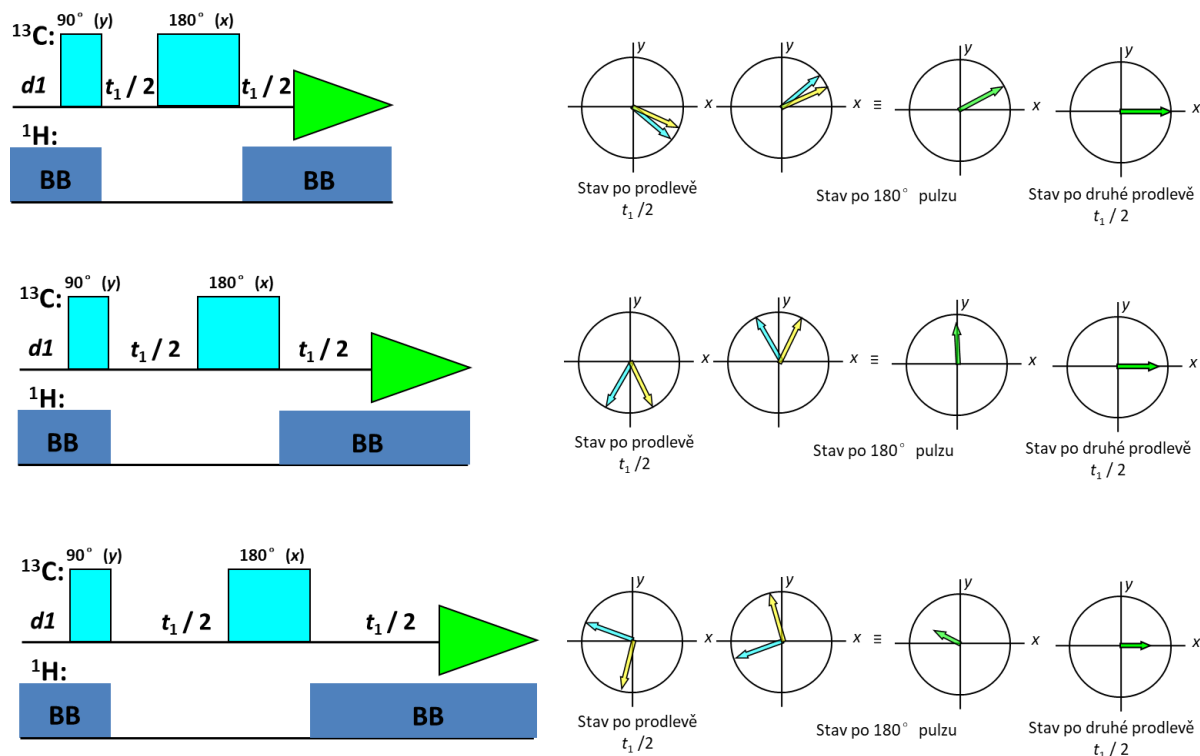 90° (y) 180° (x)
¹³C:
d1 t₁ / 2 t₁ / 2
¹H:
BB BB
y y y y
x x ≡ x x
Stav po prodlevě
t₁ /2
Stav po 180° pulzu
Stav po druhé prodlevě
t₁ / 2
90° (y) 180° (x)
¹³C:
d1 t₁ / 2 t₁ / 2
¹H:
BB BB
y y y y
x x ≡ x x
Stav po prodlevě
t₁ /2
Stav po 180° pulzu
Stav po druhé prodlevě
t₁ / 2
90° (y) 180° (x)
¹³C:
d1 t₁ / 2 t₁ / 2
¹H:
BB BB
y y y y
x x ≡ x x
Stav po prodlevě
t₁ /2
Stav po 180° pulzu
Stav po druhé prodlevě
t₁ / 2